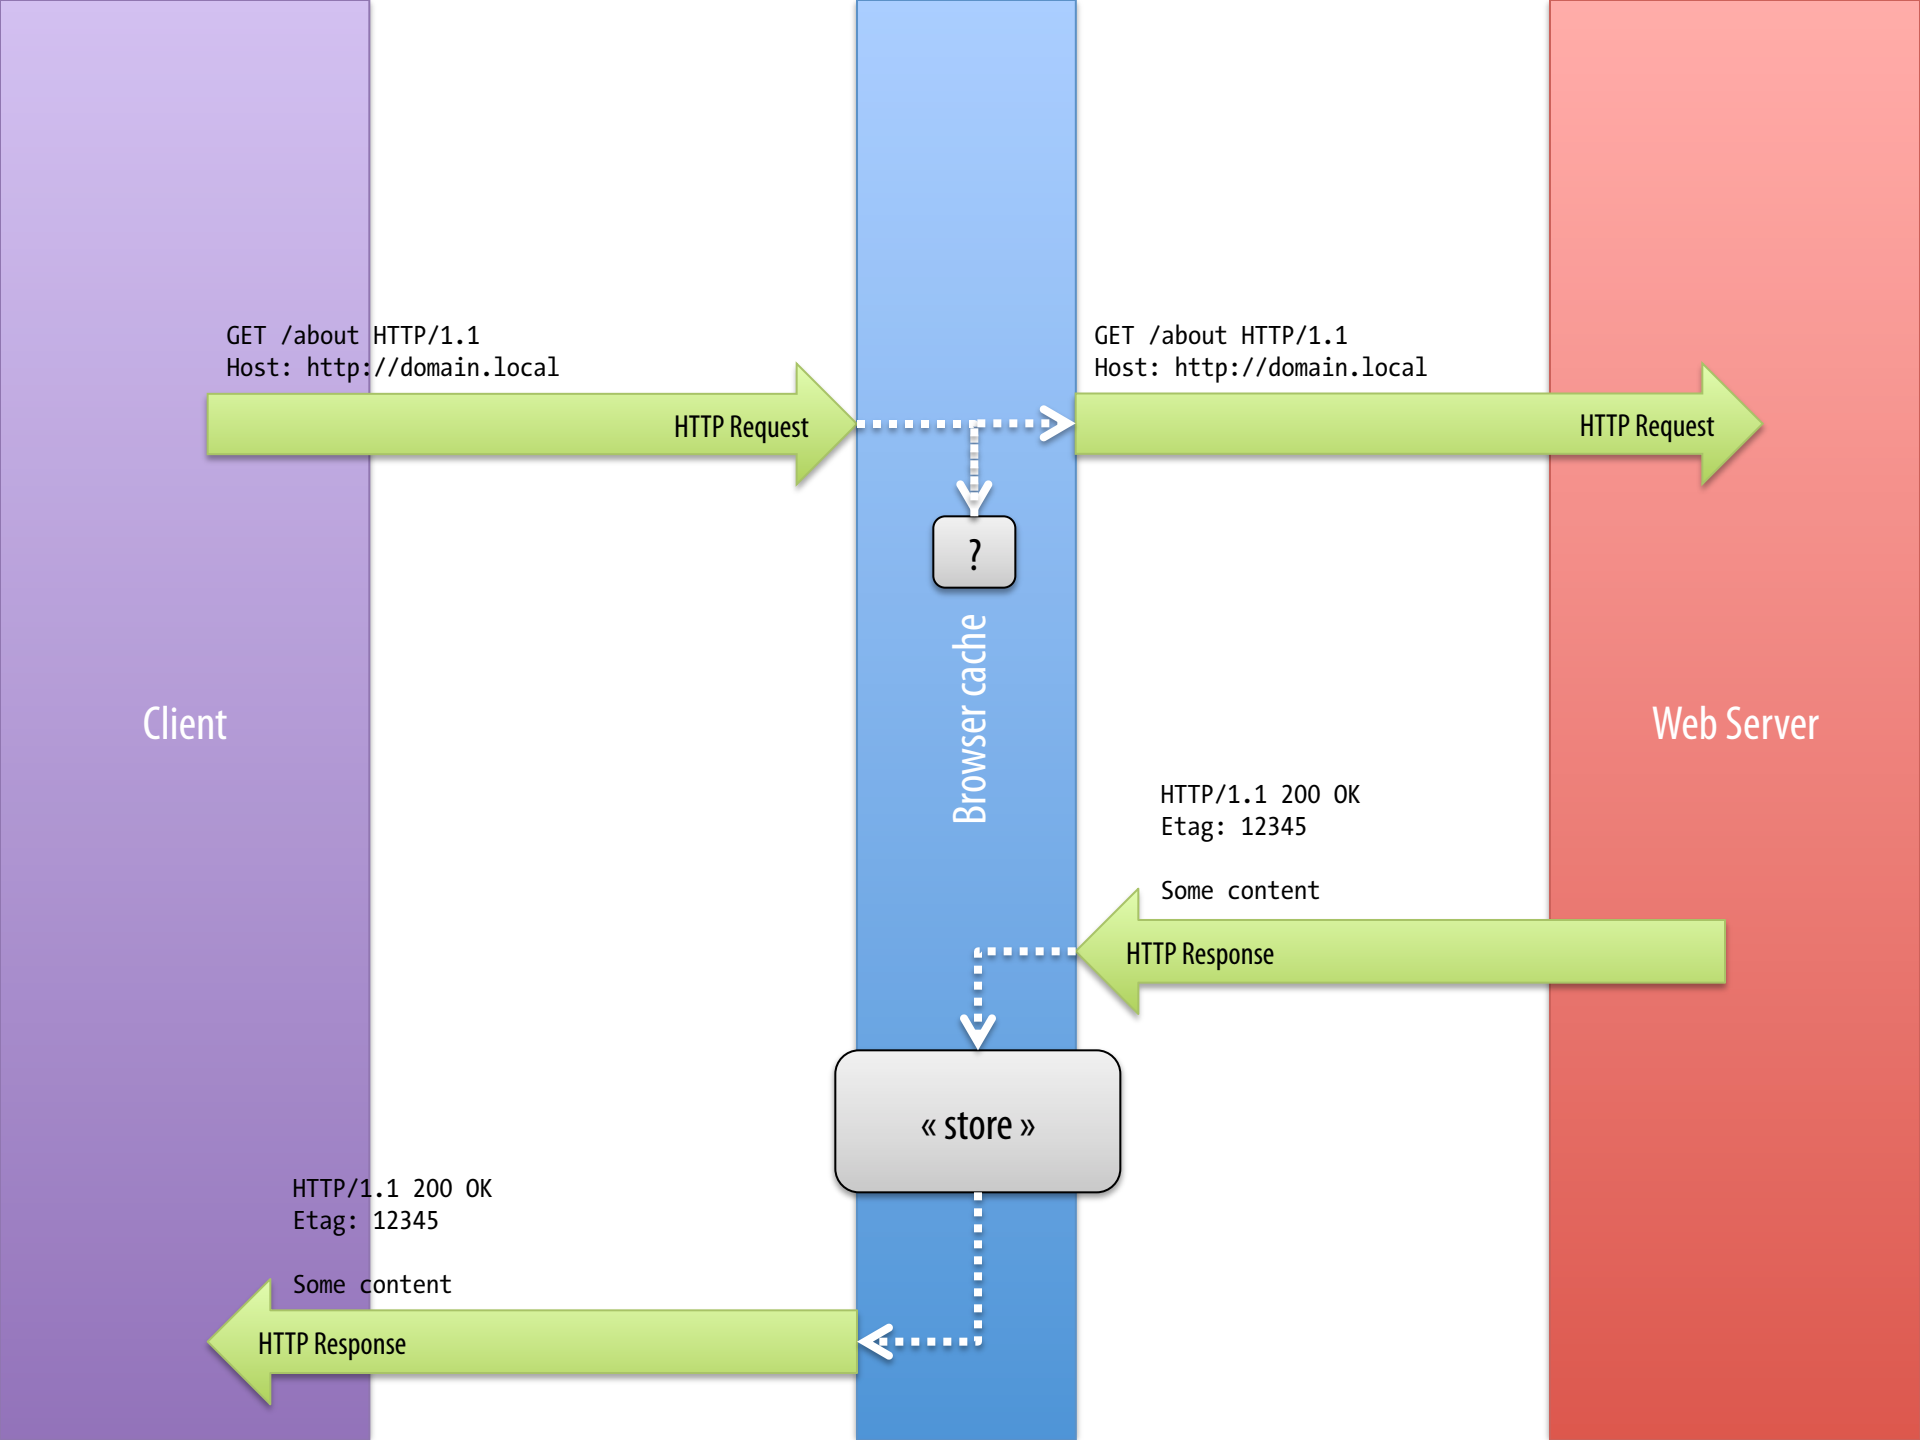 GET /about HTTP/1.1
Host: http://domain.local
HTTP Request
GET /about HTTP/1.1
Host: http://domain.local
HTTP Request
?
Browser cache
Client
Web Server
HTTP/1.1 200 OK
Etag: 12345
Some content
HTTP Response
« store »
HTTP/1.1 200 OK
Etag: 12345
Some content
HTTP Response